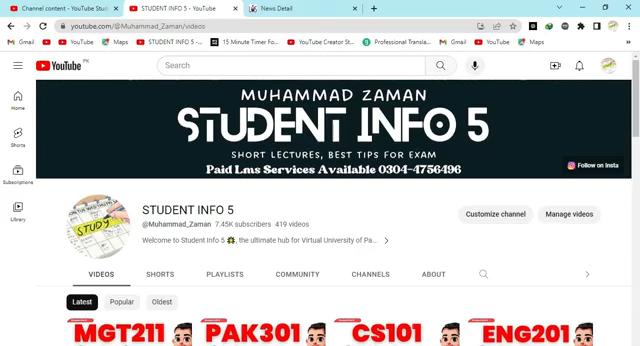 Channel content - YouTube Stud
STUDENT INFO 5 - YouTube
News Detail
youtube.com/@Muhammad_Zaman/videos
Gmail
YouTube
Maps
STUDENT INFO 5 -...
15 Minute Timer Fo...
YouTube Creator St...
Professional Transla...
Gmail
YouTube
Maps
YouTube PK
Search
Home
Shorts
Subscriptions
Library
MUHAMMAD ZAMAN
STUDENT INFO 5
SHORT LECTURES, BEST TIPS FOR EXAM
Paid Lms Services Available 0304-4756496
Follow on Insta
STUDY
STUDENT INFO 5
@Muhammad_Zaman 7.45K subscribers 419 videos
Welcome to Student Info 5 , the ultimate hub for Virtual University of Pa...
Customize channel
Manage videos
VIDEOS
SHORTS
PLAYLISTS
COMMUNITY
CHANNELS
ABOUT
Latest
Popular
Oldest
MGT211
PAK301
CS101
ENG201